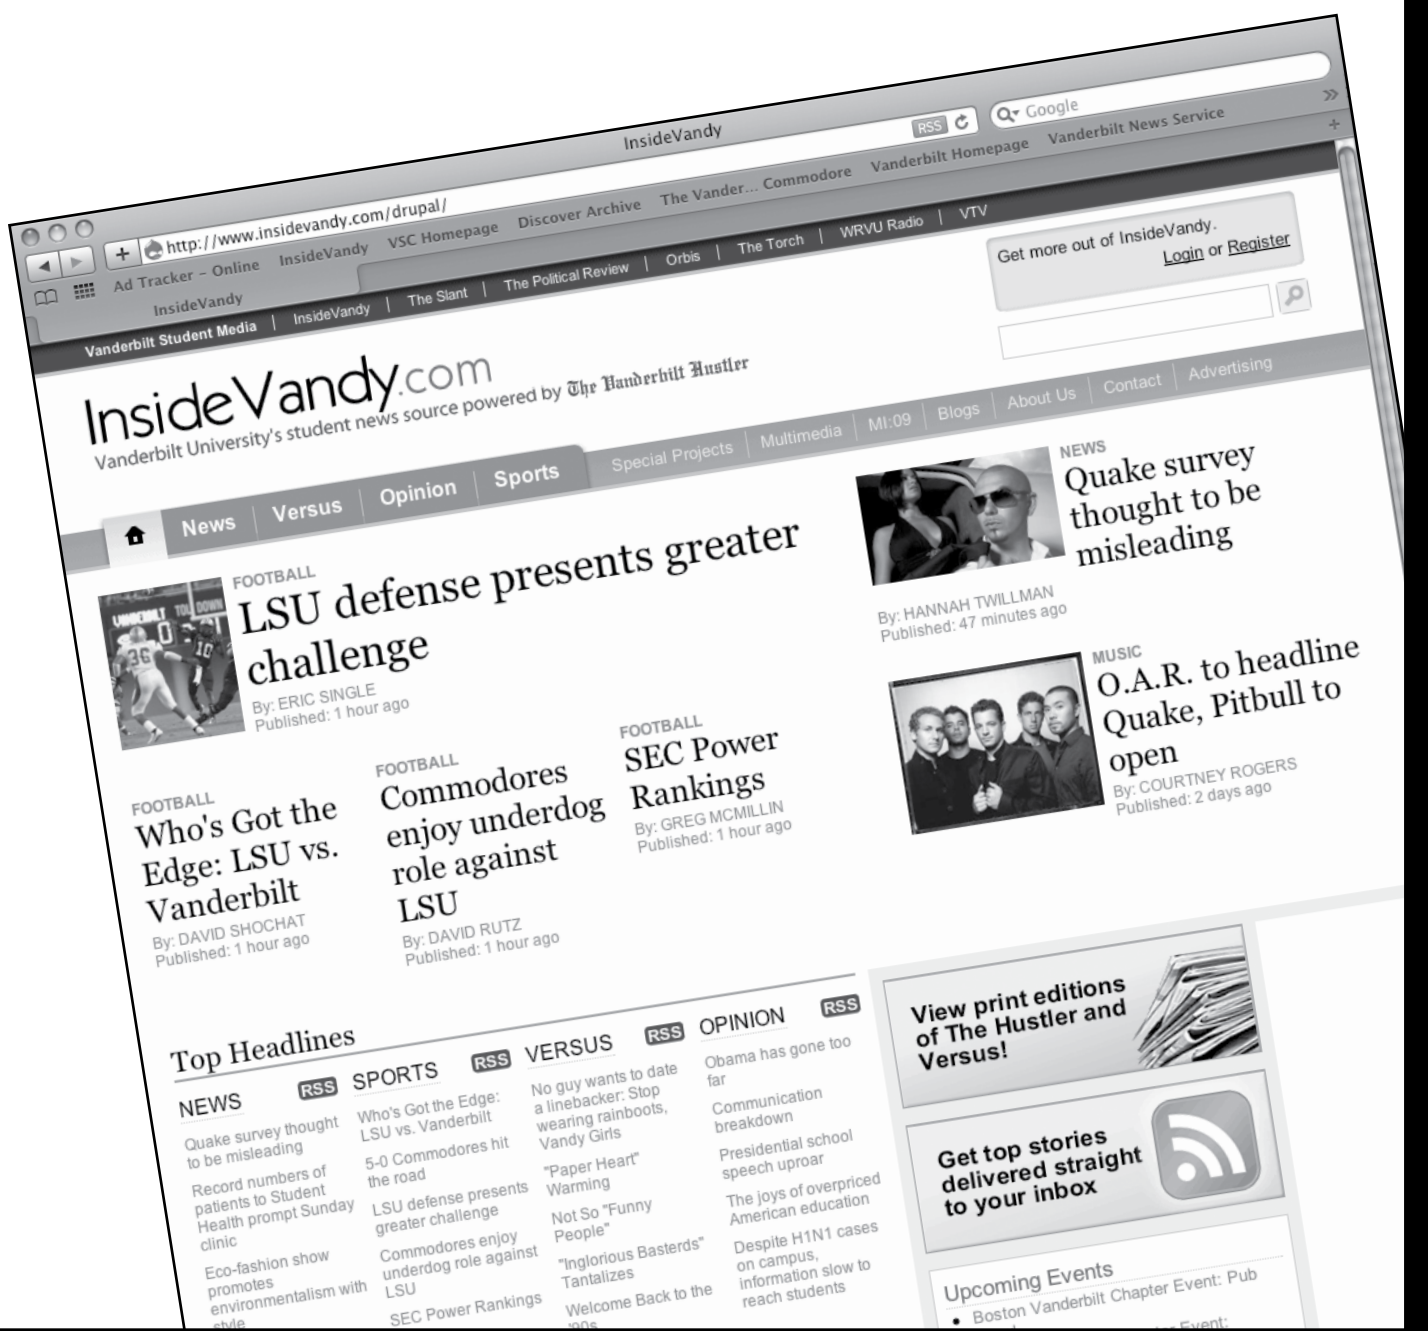 InsideVandy
http://www.insidevandy.com/drupal/
RSS
Google
Ad Tracker – Online
InsideVandy
VSC Homepage
Discover Archive
The Vander... Commodore
Vanderbilt Homepage
Vanderbilt News Service
InsideVandy
Vanderbilt Student Media
InsideVandy
The Slant
The Political Review
Orbis
The Torch
WRVU Radio
VTV
Get more out of InsideVandy.
Login or Register
InsideVandy.com
Vanderbilt University's student news source powered by The Vanderbilt Hustler
News
Versus
Opinion
Sports
Special Projects
Multimedia
MI:09
Blogs
About Us
Contact
Advertising
VANDERBILT
36
10
FOOTBALL
LSU defense presents greater
challenge
By: ERIC SINGLE
Published: 1 hour ago
NEWS
Quake survey
thought to be
misleading
By: HANNAH TWILLMAN
Published: 47 minutes ago
MUSIC
O.A.R. to headline
Quake, Pitbull to
open
By: COURTNEY ROGERS
Published: 2 days ago
FOOTBALL
Who's Got the
Edge: LSU vs.
Vanderbilt
By: DAVID SHOCHAT
Published: 1 hour ago
FOOTBALL
Commodores
enjoy underdog
role against
LSU
By: DAVID RUTZ
Published: 1 hour ago
FOOTBALL
SEC Power
Rankings
By: GREG MCMILLIN
Published: 1 hour ago
Top Headlines
NEWS
RSS
Quake survey thought
to be misleading
Record numbers of
patients to Student
Health prompt Sunday
clinic
Eco-fashion show
promotes
environmentalism with
style
SPORTS
RSS
Who's Got the Edge:
LSU vs. Vanderbilt
5-0 Commodores hit
the road
LSU defense presents
greater challenge
Commodores enjoy
underdog role against
LSU
SEC Power Rankings
VERSUS
RSS
No guy wants to date
a linebacker: Stop
wearing rainboots,
Vandy Girls
"Paper Heart"
Warming
Not So "Funny
People"
"Inglorious Basterds"
Tantalizes
Welcome Back to the
'90s
OPINION
RSS
Obama has gone too
far
Communication
breakdown
Presidential school
speech uproar
The joys of overpriced
American education
Despite H1N1 cases
on campus,
information slow to
reach students
View print editions
of The Hustler and
Versus!
Get top stories
delivered straight
to your inbox
Upcoming Events
Boston Vanderbilt Chapter Event: Pub
Event: